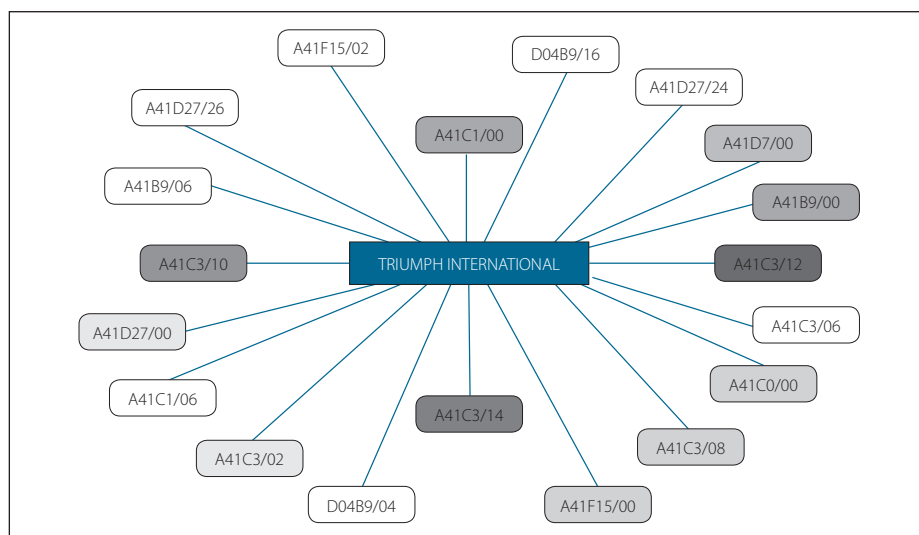 A41F15/02
D04B9/16
A41D27/24
A41D27/26
A41C1/00
A41D7/00
A41B9/06
A41B9/00
A41C3/10
TRIUMPH INTERNATIONAL
A41C3/12
A41D27/00
A41C3/06
A41C1/06
A41C0/00
A41C3/14
A41C3/02
A41C3/08
D04B9/04
A41F15/00